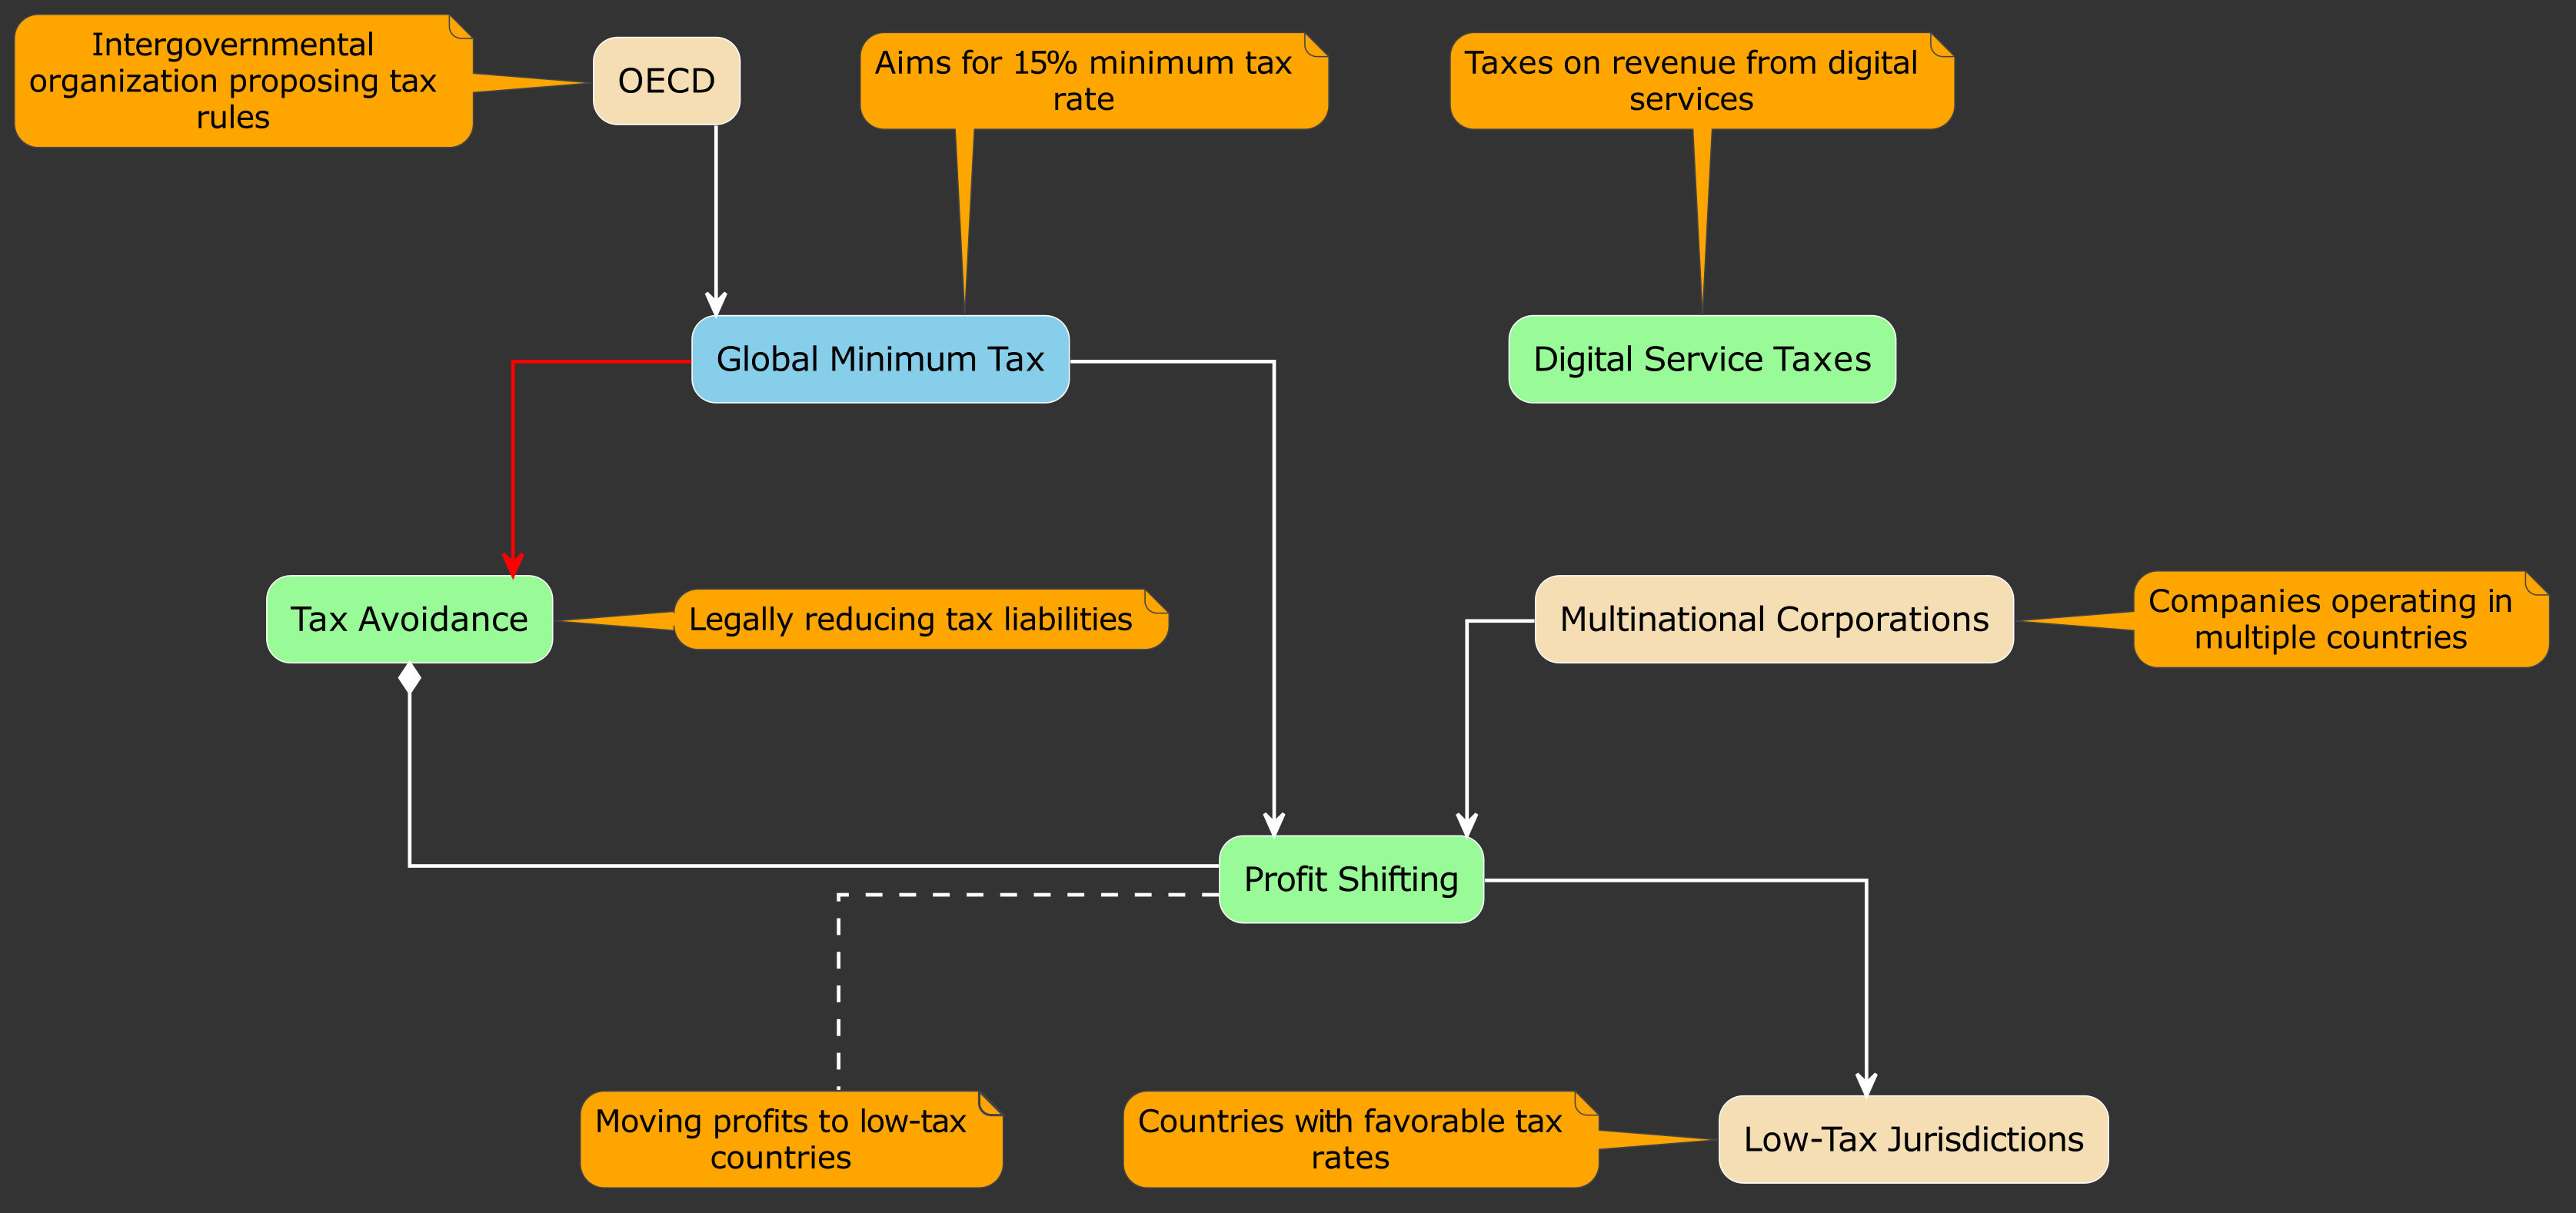 Intergovernmental
organization proposing tax
rules
OECD
Aims for 15% minimum tax
rate
Taxes on revenue from digital
services
Global Minimum Tax
Digital Service Taxes
Tax Avoidance
Legally reducing tax liabilities
Multinational Corporations
Companies operating in
multiple countries
Profit Shifting
Moving profits to low-tax
countries
Countries with favorable tax
rates
Low-Tax Jurisdictions